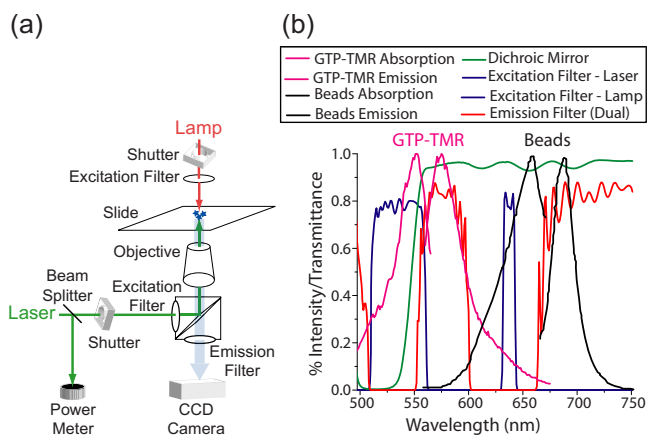 (a)
Lamp
Shutter
Excitation Filter
Slide
Objective
Beam
Splitter
Excitation
Filter
Laser
Shutter
Emission
Filter
Power
Meter
CCD
Camera
(b)
GTP-TMR Absorption
GTP-TMR Emission
Beads Absorption
Beads Emission
Dichroic Mirror
Excitation Filter - Laser
Excitation Filter - Lamp
Emission Filter (Dual)
GTP-TMR
Beads
% Intensity/Transmittance
1.0
0.8
0.6
0.4
0.2
0.0
500 550 600 650 700 750
Wavelength (nm)